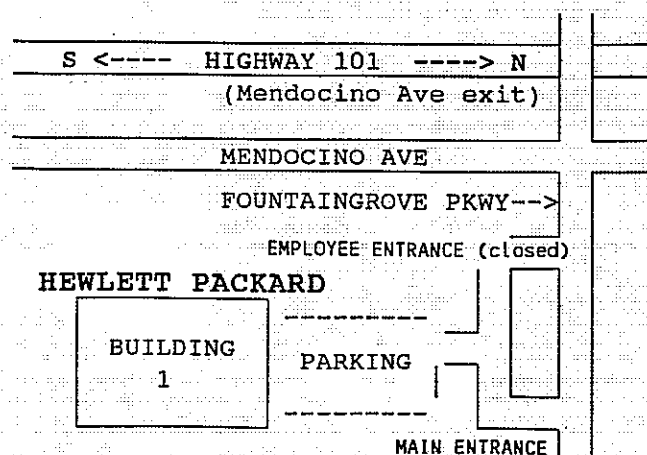 S <---- HIGHWAY 101 ----> N
(Mendocino Ave exit)
MENDOCINO AVE
FOUNTAINGROVE PKWY-->
EMPLOYEE ENTRANCE (closed)
HEWLETT PACKARD
BUILDING
1
PARKING
MAIN ENTRANCE